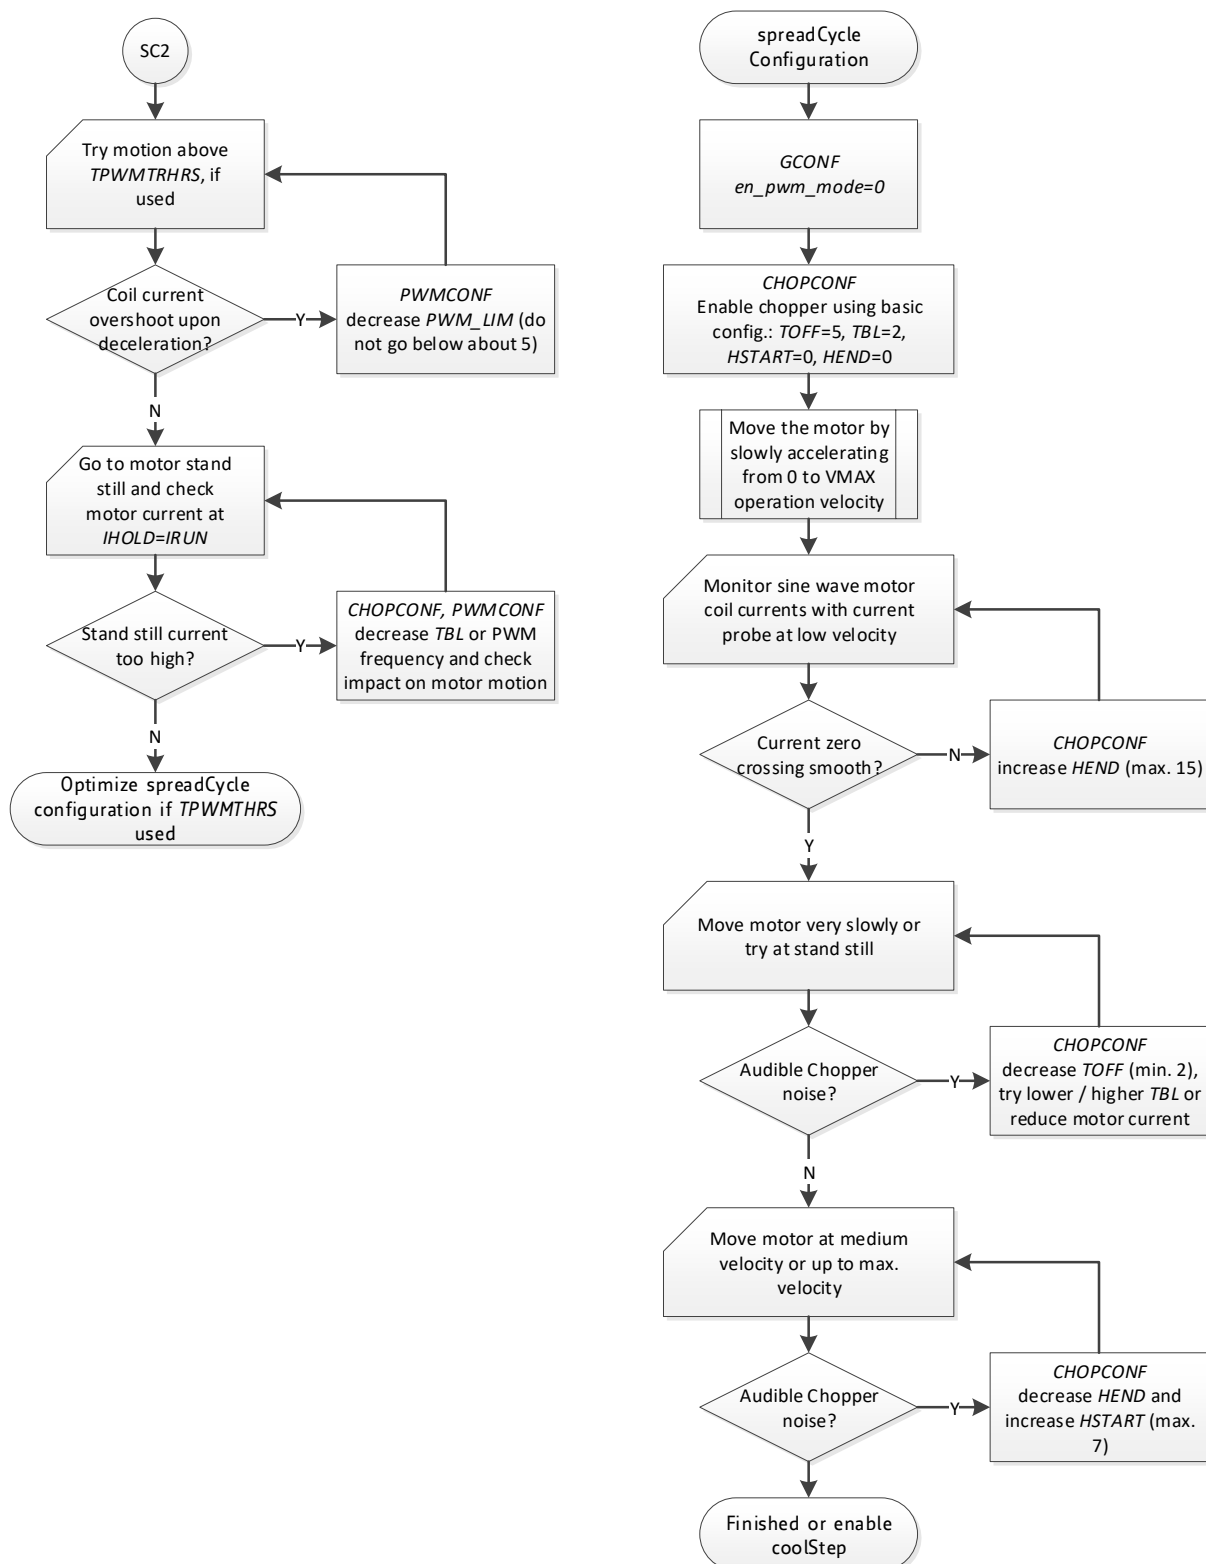 SC2
Try motion above
TPWMTRHRS, if
used
Coil current
overshoot upon
deceleration?
Y
PWMCONF
decrease PWM_LIM (do
not go below about 5)
N
Go to motor stand
still and check
motor current at
IHOLD=IRUN
Stand still current
too high?
Y
CHOPCONF, PWMCONF
decrease TBL or PWM
frequency and check
impact on motor motion
N
Optimize spreadCycle
configuration if TPWMTHRS
used
spreadCycle
Configuration
GCONF
en_pwm_mode=0
CHOPCONF
Enable chopper using basic
config.: TOFF=5, TBL=2,
HSTART=0, HEND=0
Move the motor by
slowly accelerating
from 0 to VMAX
operation velocity
Monitor sine wave motor
coil currents with current
probe at low velocity
Current zero
crossing smooth?
N
CHOPCONF
increase HEND (max. 15)
Y
Move motor very slowly or
try at stand still
Audible Chopper
noise?
Y
CHOPCONF
decrease TOFF (min. 2),
try lower / higher TBL or
reduce motor current
N
Move motor at medium
velocity or up to max.
velocity
Audible Chopper
noise?
Y
CHOPCONF
decrease HEND and
increase HSTART (max.
7)
Finished or enable
coolStep